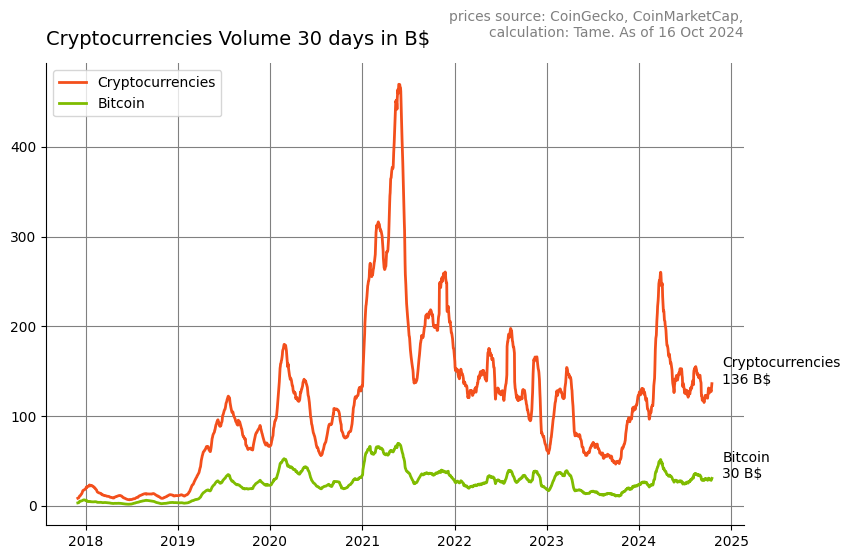 prices source: CoinGecko, CoinMarketCap,
calculation: Tame. As of 16 Oct 2024
Cryptocurrencies Volume 30 days in B$
Cryptocurrencies
Bitcoin
400
300
200
100
0
Cryptocurrencies
136 B$
Bitcoin
30 B$
2018 2019 2020 2021 2022 2023 2024 2025